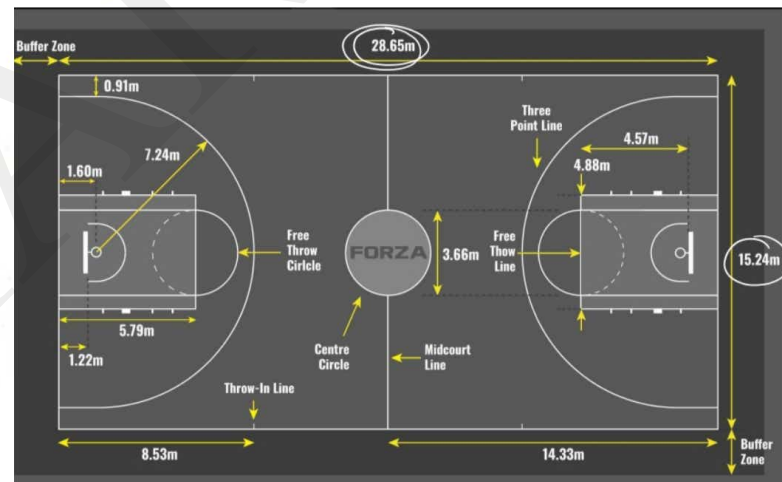 Buffer Zone
28.65m
0.91m
7.24m
1.60m
Three
Point Line
4.57m
4.88m
Free
Throw
Cirlcle
FORZA
3.66m
Free
Thow
Line
15.24m
5.79m
1.22m
Centre
Circle
Midcourt
Line
Throw-In Line
8.53m
14.33m
Buffer
Zone